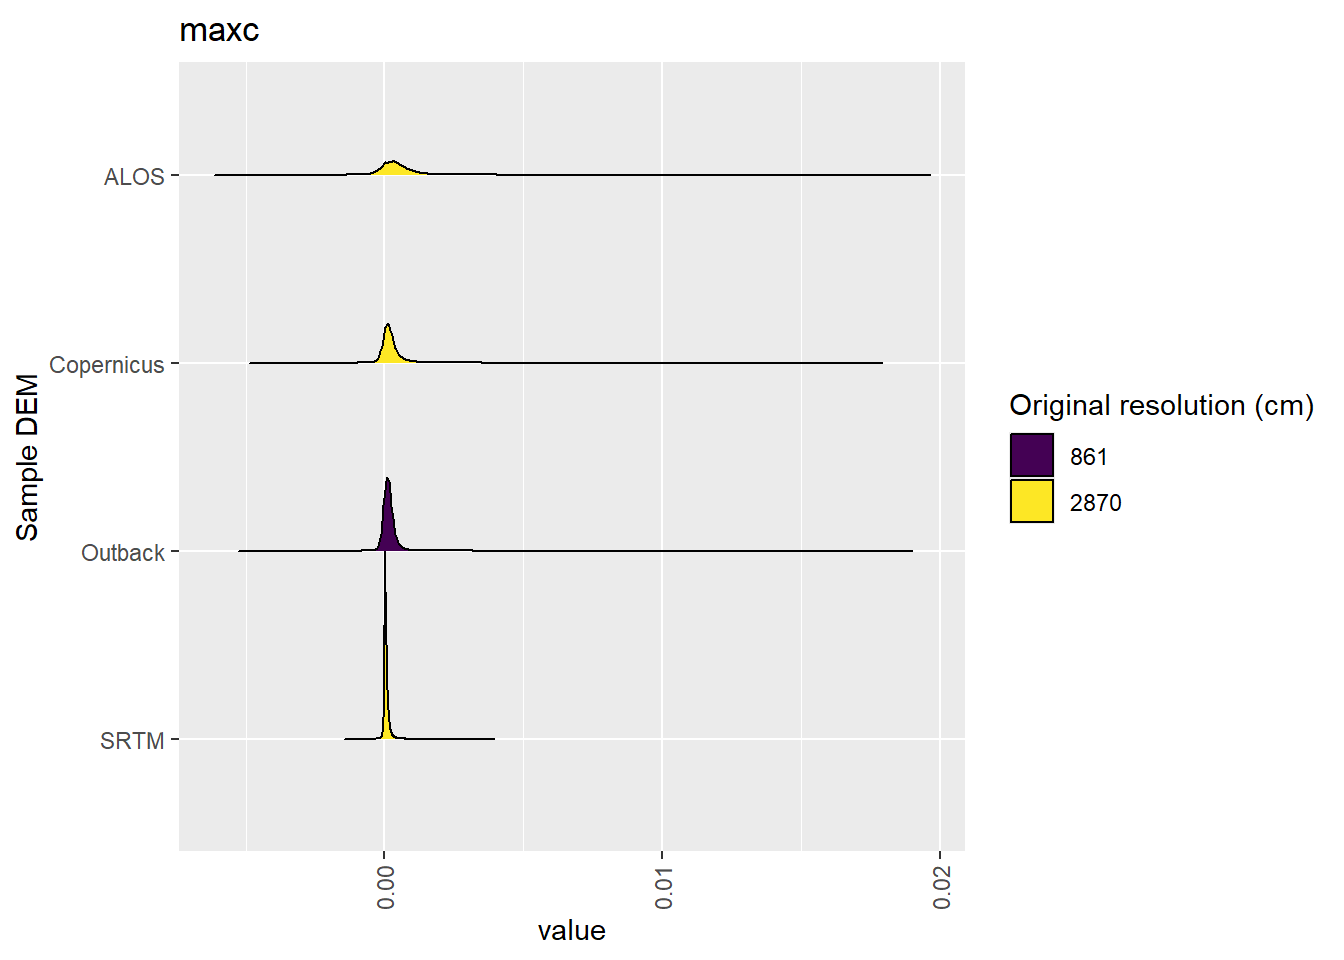 maxc
ALOS
Copernicus
Outback
SRTM
Sample DEM
0.00
0.01
0.02
value
Original resolution (cm)
861
2870